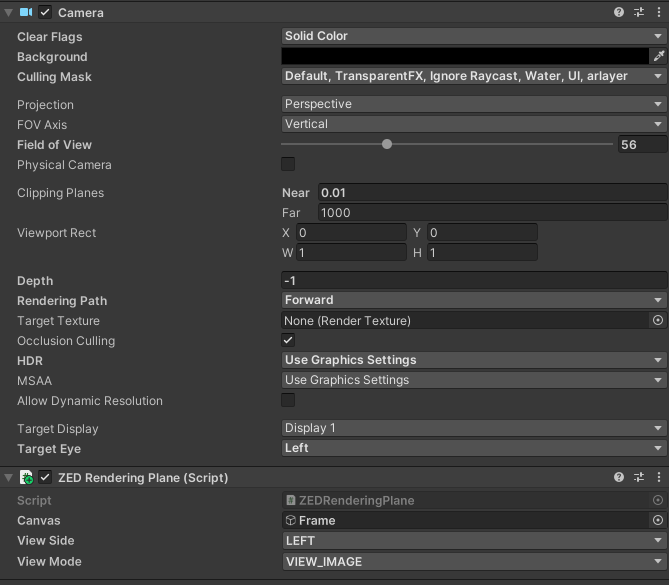 Camera
Clear Flags Solid Color
Background
Culling Mask Default, TransparentFX, Ignore Raycast, Water, UI, arlayer
Projection Perspective
FOV Axis Vertical
Field of View 56
Physical Camera
Clipping Planes Near 0.01
Far 1000
Viewport Rect X 0 Y 0
W 1 H 1
Depth -1
Rendering Path Forward
Target Texture None (Render Texture)
Occlusion Culling
HDR Use Graphics Settings
MSAA Use Graphics Settings
Allow Dynamic Resolution
Target Display Display 1
Target Eye Left
ZED Rendering Plane (Script)
Script ZEDRenderingPlane
Canvas Frame
View Side LEFT
View Mode VIEW_IMAGE